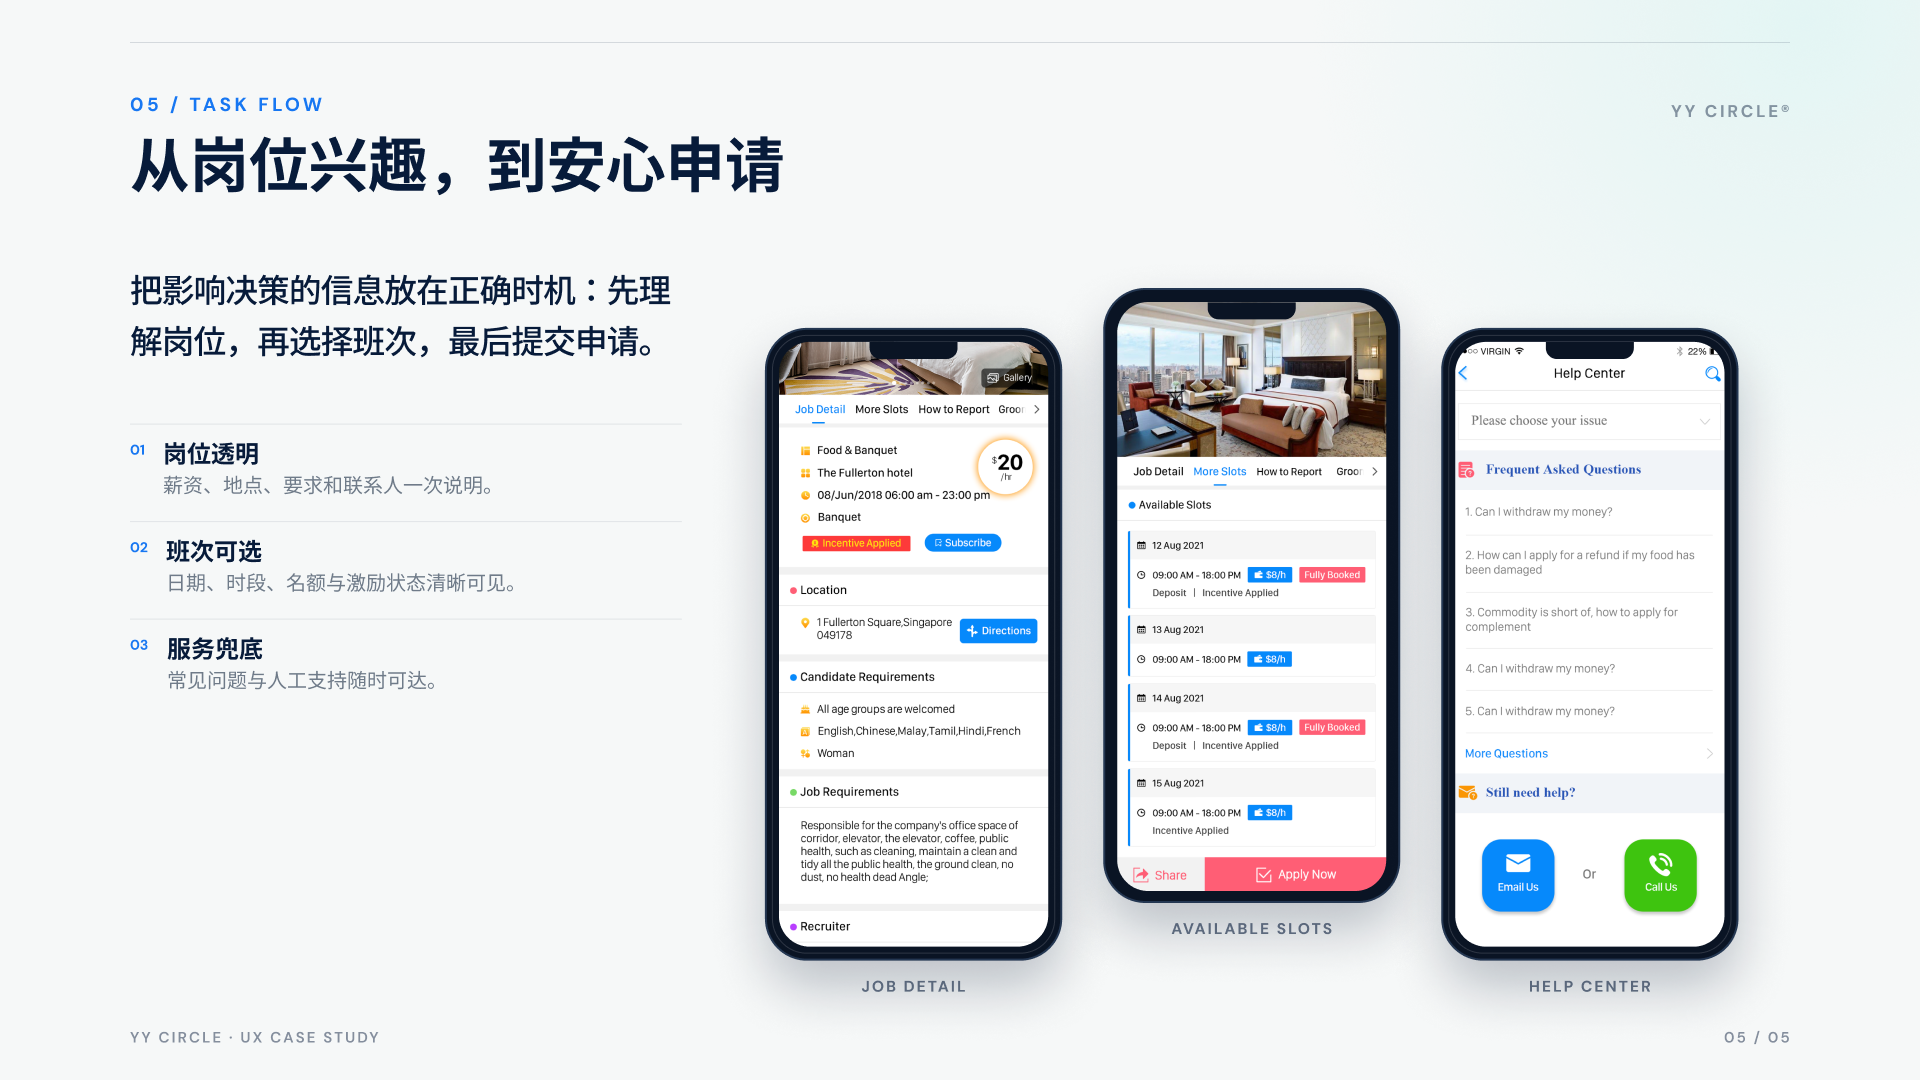 05 / TASK FLOW
YY CIRCLE®
从岗位兴趣，到安心申请
把影响决策的信息放在正确时机：先理
解岗位，再选择班次，最后提交申请。
01 岗位透明
薪资、地点、要求和联系人一次说明。
02 班次可选
日期、时段、名额与激励状态清晰可见。
03 服务兜底
常见问题与人工支持随时可达。
Gallery
Job Detail More Slots How to Report Groor
Food & Banquet
The Fullerton hotel
$20
/hr
08/Jun/2018 06:00 am - 23:00 pm
Banquet
Incentive Applied Subscribe
Location
1 Fullerton Square,Singapore
049178
Directions
Candidate Requirements
All age groups are welcomed
English,Chinese,Malay,Tamil,Hindi,French
Woman
Job Requirements
Responsible for the company's office space of
corridor, elevator, the elevator, coffee, public
health, such as cleaning, maintain a clean and
tidy all the public health, the ground clean, no
dust, no health dead Angle;
Recruiter
JOB DETAIL
Job Detail More Slots How to Report Groor
Available Slots
12 Aug 2021
09:00 AM - 18:00 PM $8/h Fully Booked
Deposit | Incentive Applied
13 Aug 2021
09:00 AM - 18:00 PM $8/h
14 Aug 2021
09:00 AM - 18:00 PM $8/h Fully Booked
Deposit | Incentive Applied
15 Aug 2021
09:00 AM - 18:00 PM $8/h
Incentive Applied
Share Apply Now
AVAILABLE SLOTS
VIRGIN 22%
Help Center
Please choose your issue
Frequent Asked Questions
1. Can I withdraw my money?
2. How can I apply for a refund if my food has
been damaged
3. Commodity is short of, how to apply for
complement
4. Can I withdraw my money?
5. Can I withdraw my money?
More Questions
Still need help?
Email Us Or Call Us
HELP CENTER
YY CIRCLE · UX CASE STUDY
05 / 05